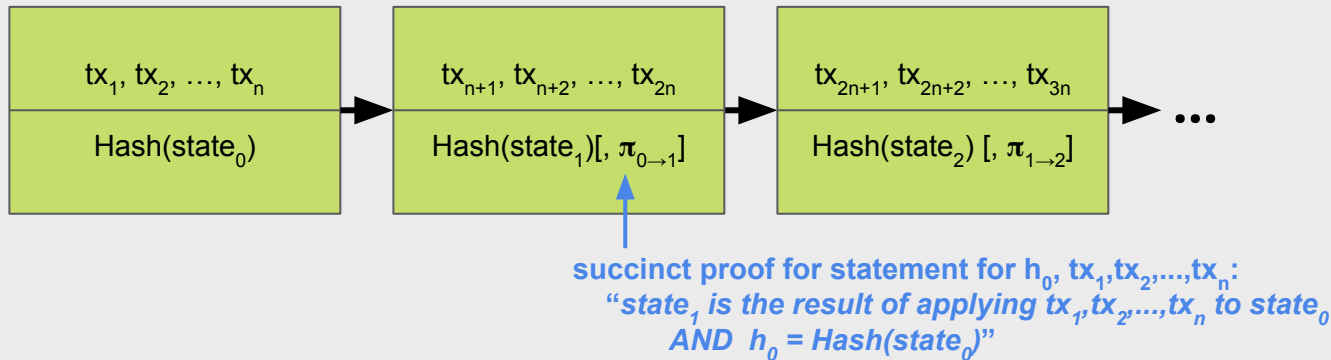 tx₁, tx₂, …, txₙ
Hash(state₀)
txₙ₊₁, txₙ₊₂, …, tx₂ₙ
Hash(state₁)[, π₀→₁]
tx₂ₙ₊₁, tx₂ₙ₊₂, …, tx₃ₙ
Hash(state₂) [, π₁→₂]
...
succinct proof for statement for h₀, tx₁,tx₂,...,txₙ:
“state₁ is the result of applying tx₁,tx₂,...,txₙ to state₀
AND h₀ = Hash(state₀)”